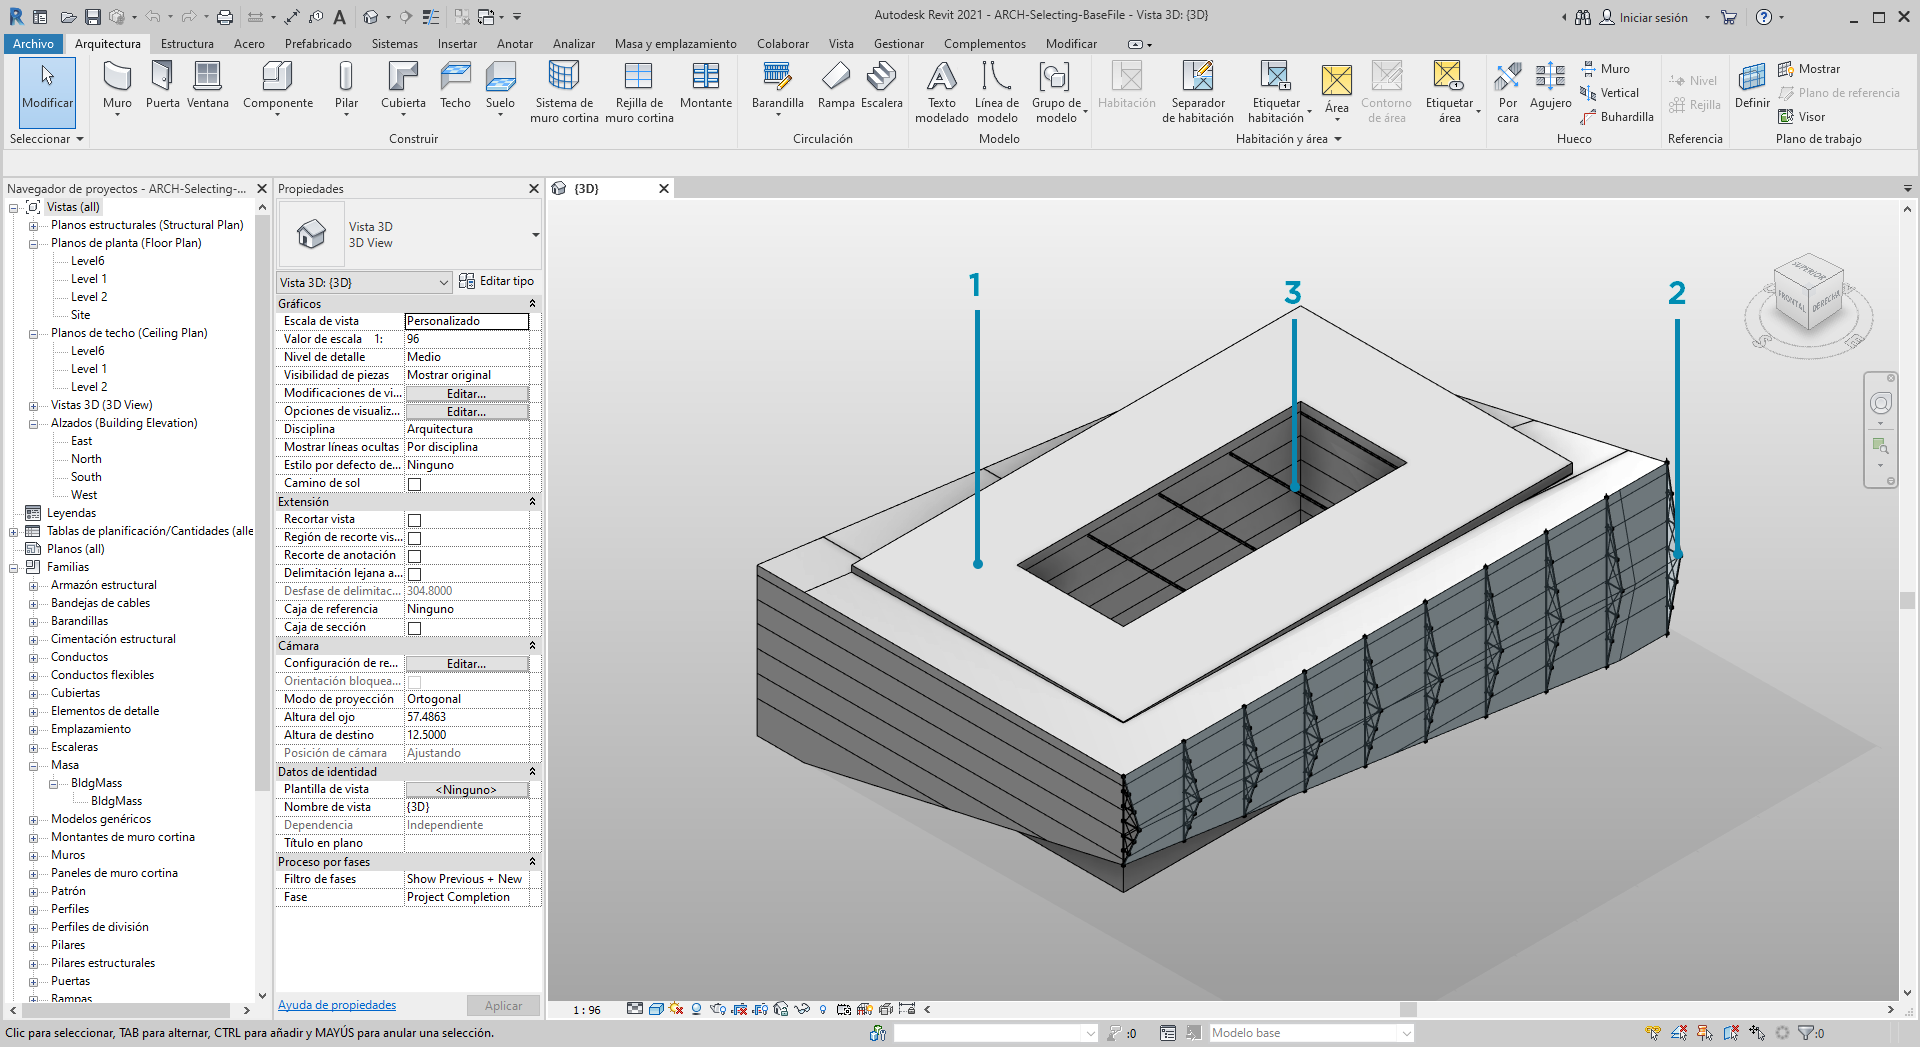 Autodesk Revit 2021 - ARCH-Selecting-BaseFile - Vista 3D: {3D}
Iniciar sesión
Archivo Arquitectura Estructura Acero Prefabricado Sistemas Insertar Anotar Analizar Masa y emplazamiento Colaborar Vista Gestionar Complementos Modificar
Modificar
Muro
Puerta
Ventana
Componente
Pilar
Cubierta
Techo
Suelo
Sistema de
muro cortina
Rejilla de
muro cortina
Montante
Barandilla
Rampa
Escalera
Texto
modelado
Línea de
modelo
Grupo de
modelo
Habitación
Separador
de habitación
Etiquetar
habitación
Área
Contorno
de área
Etiquetar
área
Por
cara
Agujero
Muro
Vertical
Buhardilla
Nivel
Rejilla
Definir
Mostrar
Plano de referencia
Visor
Seleccionar
Construir
Circulación
Modelo
Habitación y área
Hueco
Referencia
Plano de trabajo
Navegador de proyectos - ARCH-Selecting-...
Vistas (all)
Planos estructurales (Structural Plan)
Planos de planta (Floor Plan)
Level6
Level 1
Level 2
Site
Planos de techo (Ceiling Plan)
Level6
Level 1
Level 2
Vistas 3D (3D View)
Alzados (Building Elevation)
East
North
South
West
Leyendas
Tablas de planificación/Cantidades (alle
Planos (all)
Familias
Armazón estructural
Bandejas de cables
Barandillas
Cimentación estructural
Conductos
Conductos flexibles
Cubiertas
Elementos de detalle
Emplazamiento
Escaleras
Masa
BldgMass
BldgMass
Modelos genéricos
Montantes de muro cortina
Muros
Paneles de muro cortina
Patrón
Perfiles
Perfiles de división
Pilares
Pilares estructurales
Puertas
Rampas
Propiedades
Vista 3D
3D View
Vista 3D: {3D}
Editar tipo
Gráficos
Escala de vista Personalizado
Valor de escala 1: 96
Nivel de detalle Medio
Visibilidad de piezas Mostrar original
Modificaciones de vi... Editar...
Opciones de visualiz... Editar...
Disciplina Arquitectura
Mostrar líneas ocultas Por disciplina
Estilo por defecto de... Ninguno
Camino de sol
Extensión
Recortar vista
Región de recorte vis...
Recorte de anotación
Delimitación lejana a...
Desfase de delimitac... 304.8000
Caja de referencia Ninguno
Caja de sección
Cámara
Configuración de re... Editar...
Orientación bloquea...
Modo de proyección Ortogonal
Altura del ojo 57.4863
Altura de destino 12.5000
Posición de cámara Ajustando
Datos de identidad
Plantilla de vista <Ninguno>
Nombre de vista {3D}
Dependencia Independiente
Título en plano
Proceso por fases
Filtro de fases Show Previous + New
Fase Project Completion
Ayuda de propiedades
Aplicar
{3D}
1
3
2
SUPERIOR
FRONTAL
DERECHA
1 : 96
Clic para seleccionar, TAB para alternar, CTRL para añadir y MAYÚS para anular una selección.
:0
Modelo base
:0